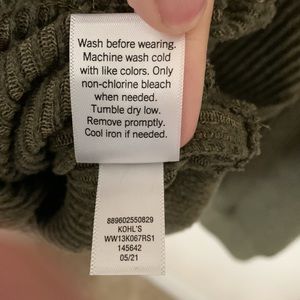 Wash before wearing.
Machine wash cold
with like colors. Only
non-chlorine bleach
when needed.
Tumble dry low.
Remove promptly.
Cool iron if needed.
889602550829
KOHL'S
WW13K067RS1
145642
05/21